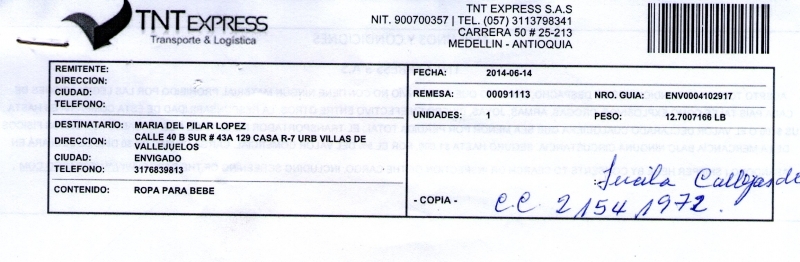 TNT EXPRESS
Transporte & Logística
TNT EXPRESS S.A.S
NIT. 900700357 | TEL. (057) 3113798341
CARRERA 50 # 25-213
MEDELLIN - ANTIOQUIA
REMITENTE:
DIRECCION:
CIUDAD:
TELEFONO:
FECHA: 2014-06-14
REMESA: 00091113 NRO. GUIA: ENV0004102917
UNIDADES: 1 PESO: 12.7007166 LB
DESTINATARIO: MARIA DEL PILAR LOPEZ
DIRECCION: CALLE 40 B SUR # 43A 129 CASA R-7 URB VILLAS DE
VALLEJUELOS
CIUDAD: ENVIGADO
TELEFONO: 3176839813
CONTENIDO: ROPA PARA BEBE
Lucila Callejas de
- COPIA - C.C. 21541972.